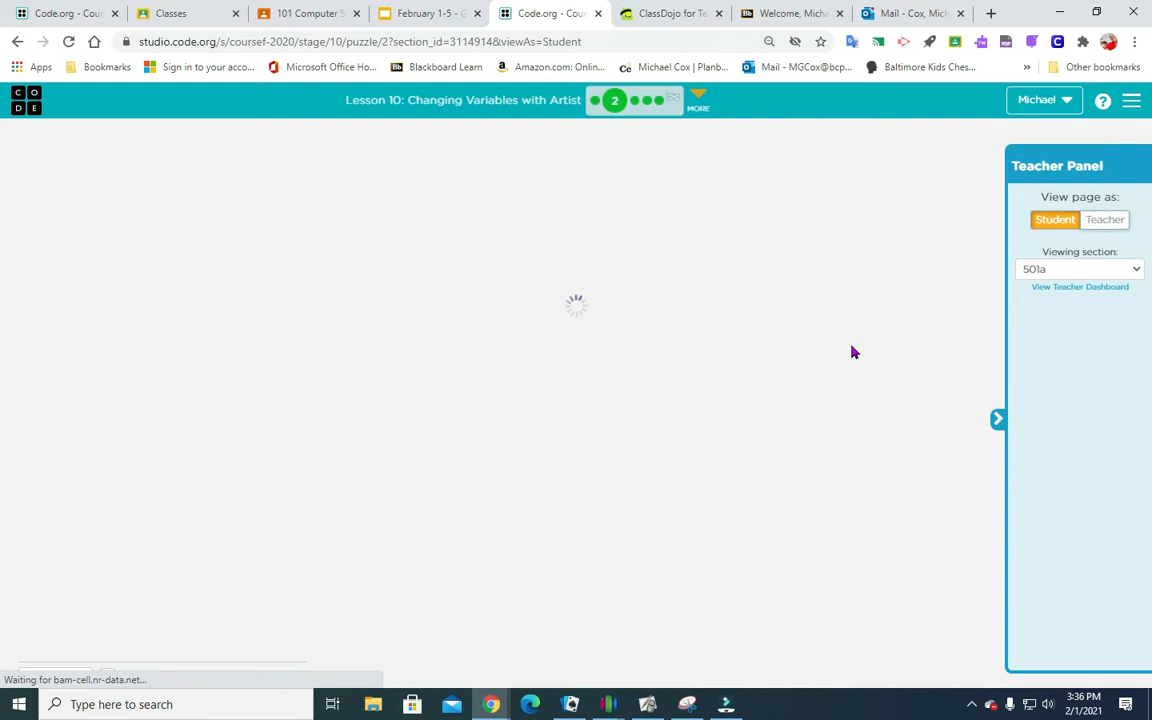 Code.org - Cour
Classes
101 Computer S
February 1-5 - G
Code.org - Cour
ClassDojo for Te
Bb Welcome, Micha
Mail - Cox, Mich
studio.code.org/s/coursef-2020/stage/10/puzzle/2?section_id=3114914&viewAs=Student
Apps
Bookmarks
Sign in to your acco...
Microsoft Office Ho...
Bb Blackboard Learn
Amazon.com: Onlin...
Cc Michael Cox | Planb...
Mail - MGCox@bcp...
Baltimore Kids Ches...
»
Other bookmarks
C O
D E
Lesson 10: Changing Variables with Artist
2
MORE
Michael
?
Teacher Panel
View page as:
Student
Teacher
Viewing section:
501a
View Teacher Dashboard
Waiting for bam-cell.nr-data.net...
Type here to search
3:36 PM
2/1/2021